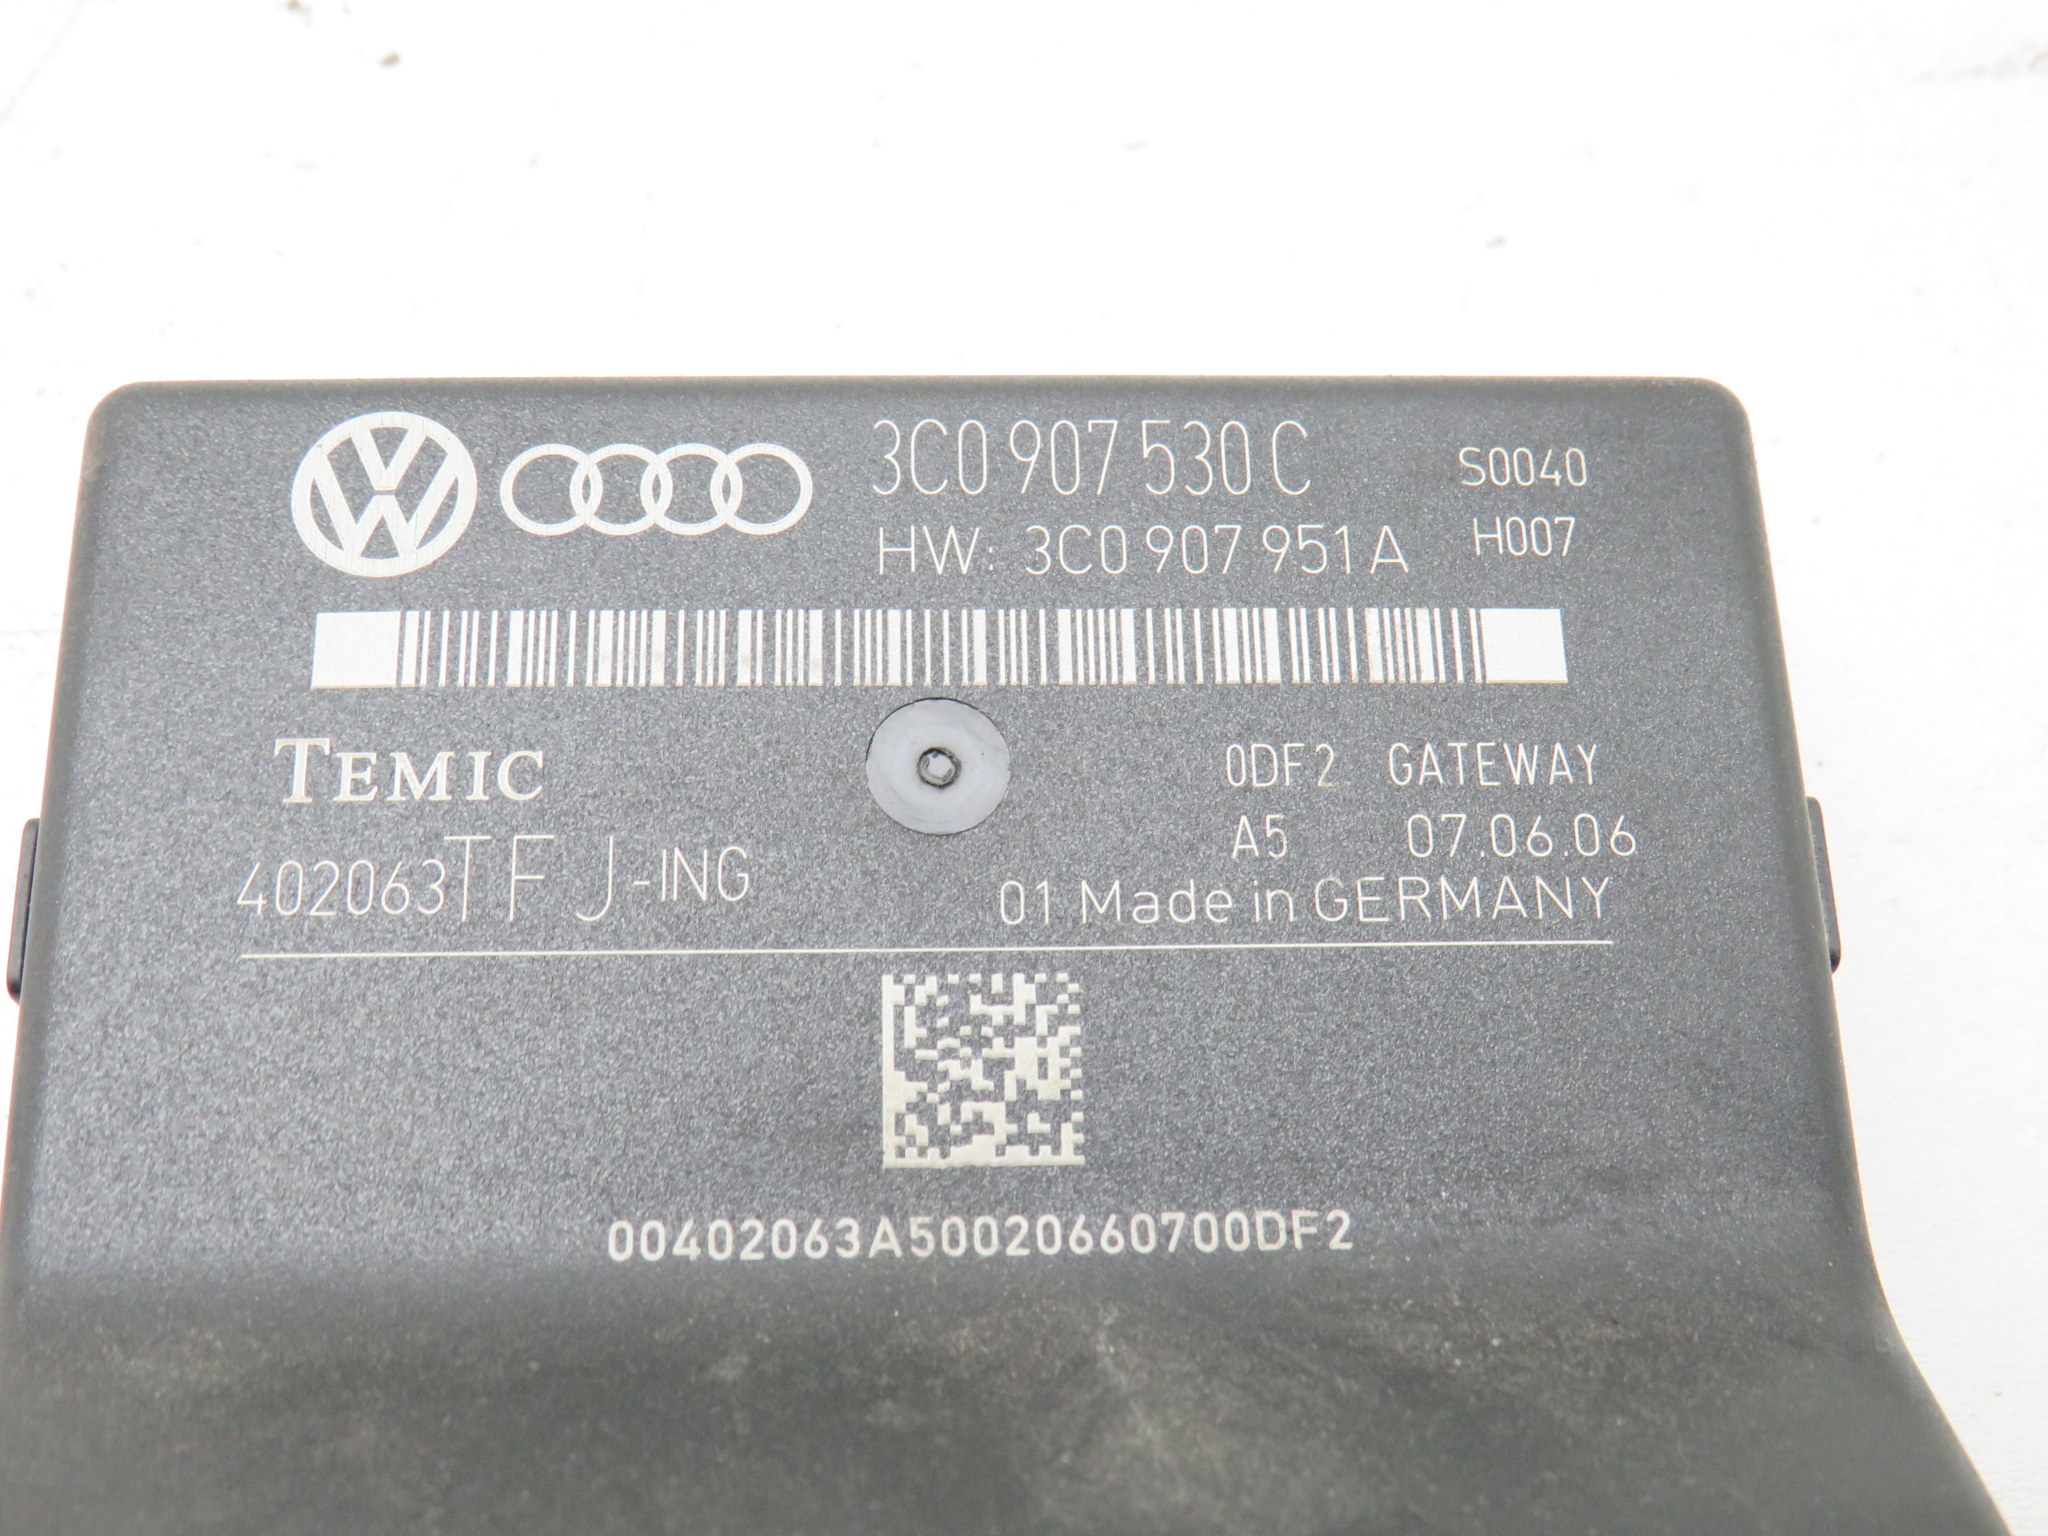 3C0 907 530 C
S0040
HW: 3C0 907 951 A
H007
TEMIC
0DF2 GATEWAY
A5 07.06.06
402063TFJ-ING
01 Made in GERMANY
00402063A50020660700DF2